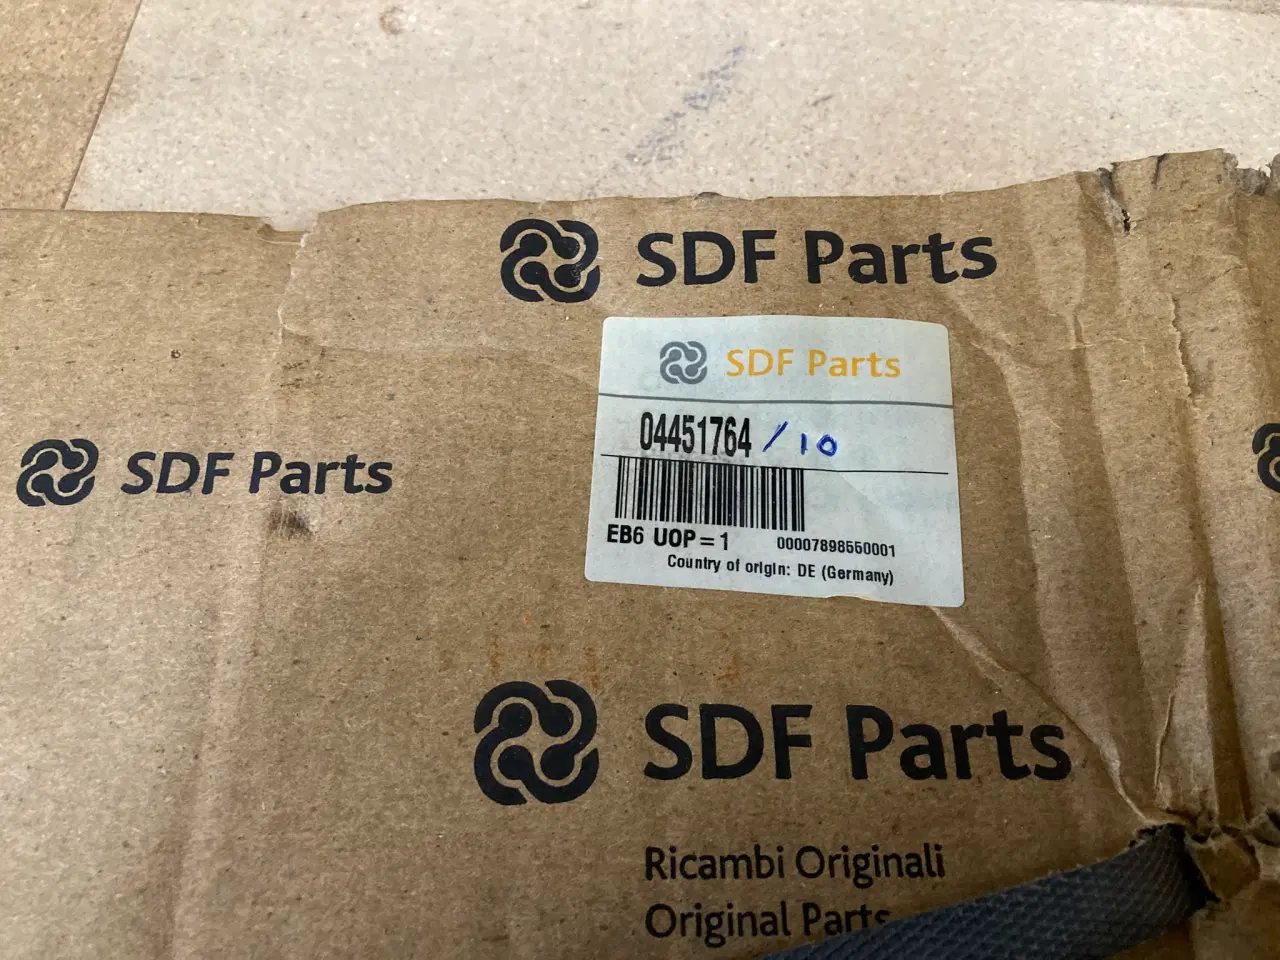 SDF Parts
SDF Parts
04451764 / 10
EB6 UOP = 1
00007898550001
Country of origin: DE (Germany)
SDF Parts
SDF Parts
Ricambi Originali
Original Parts